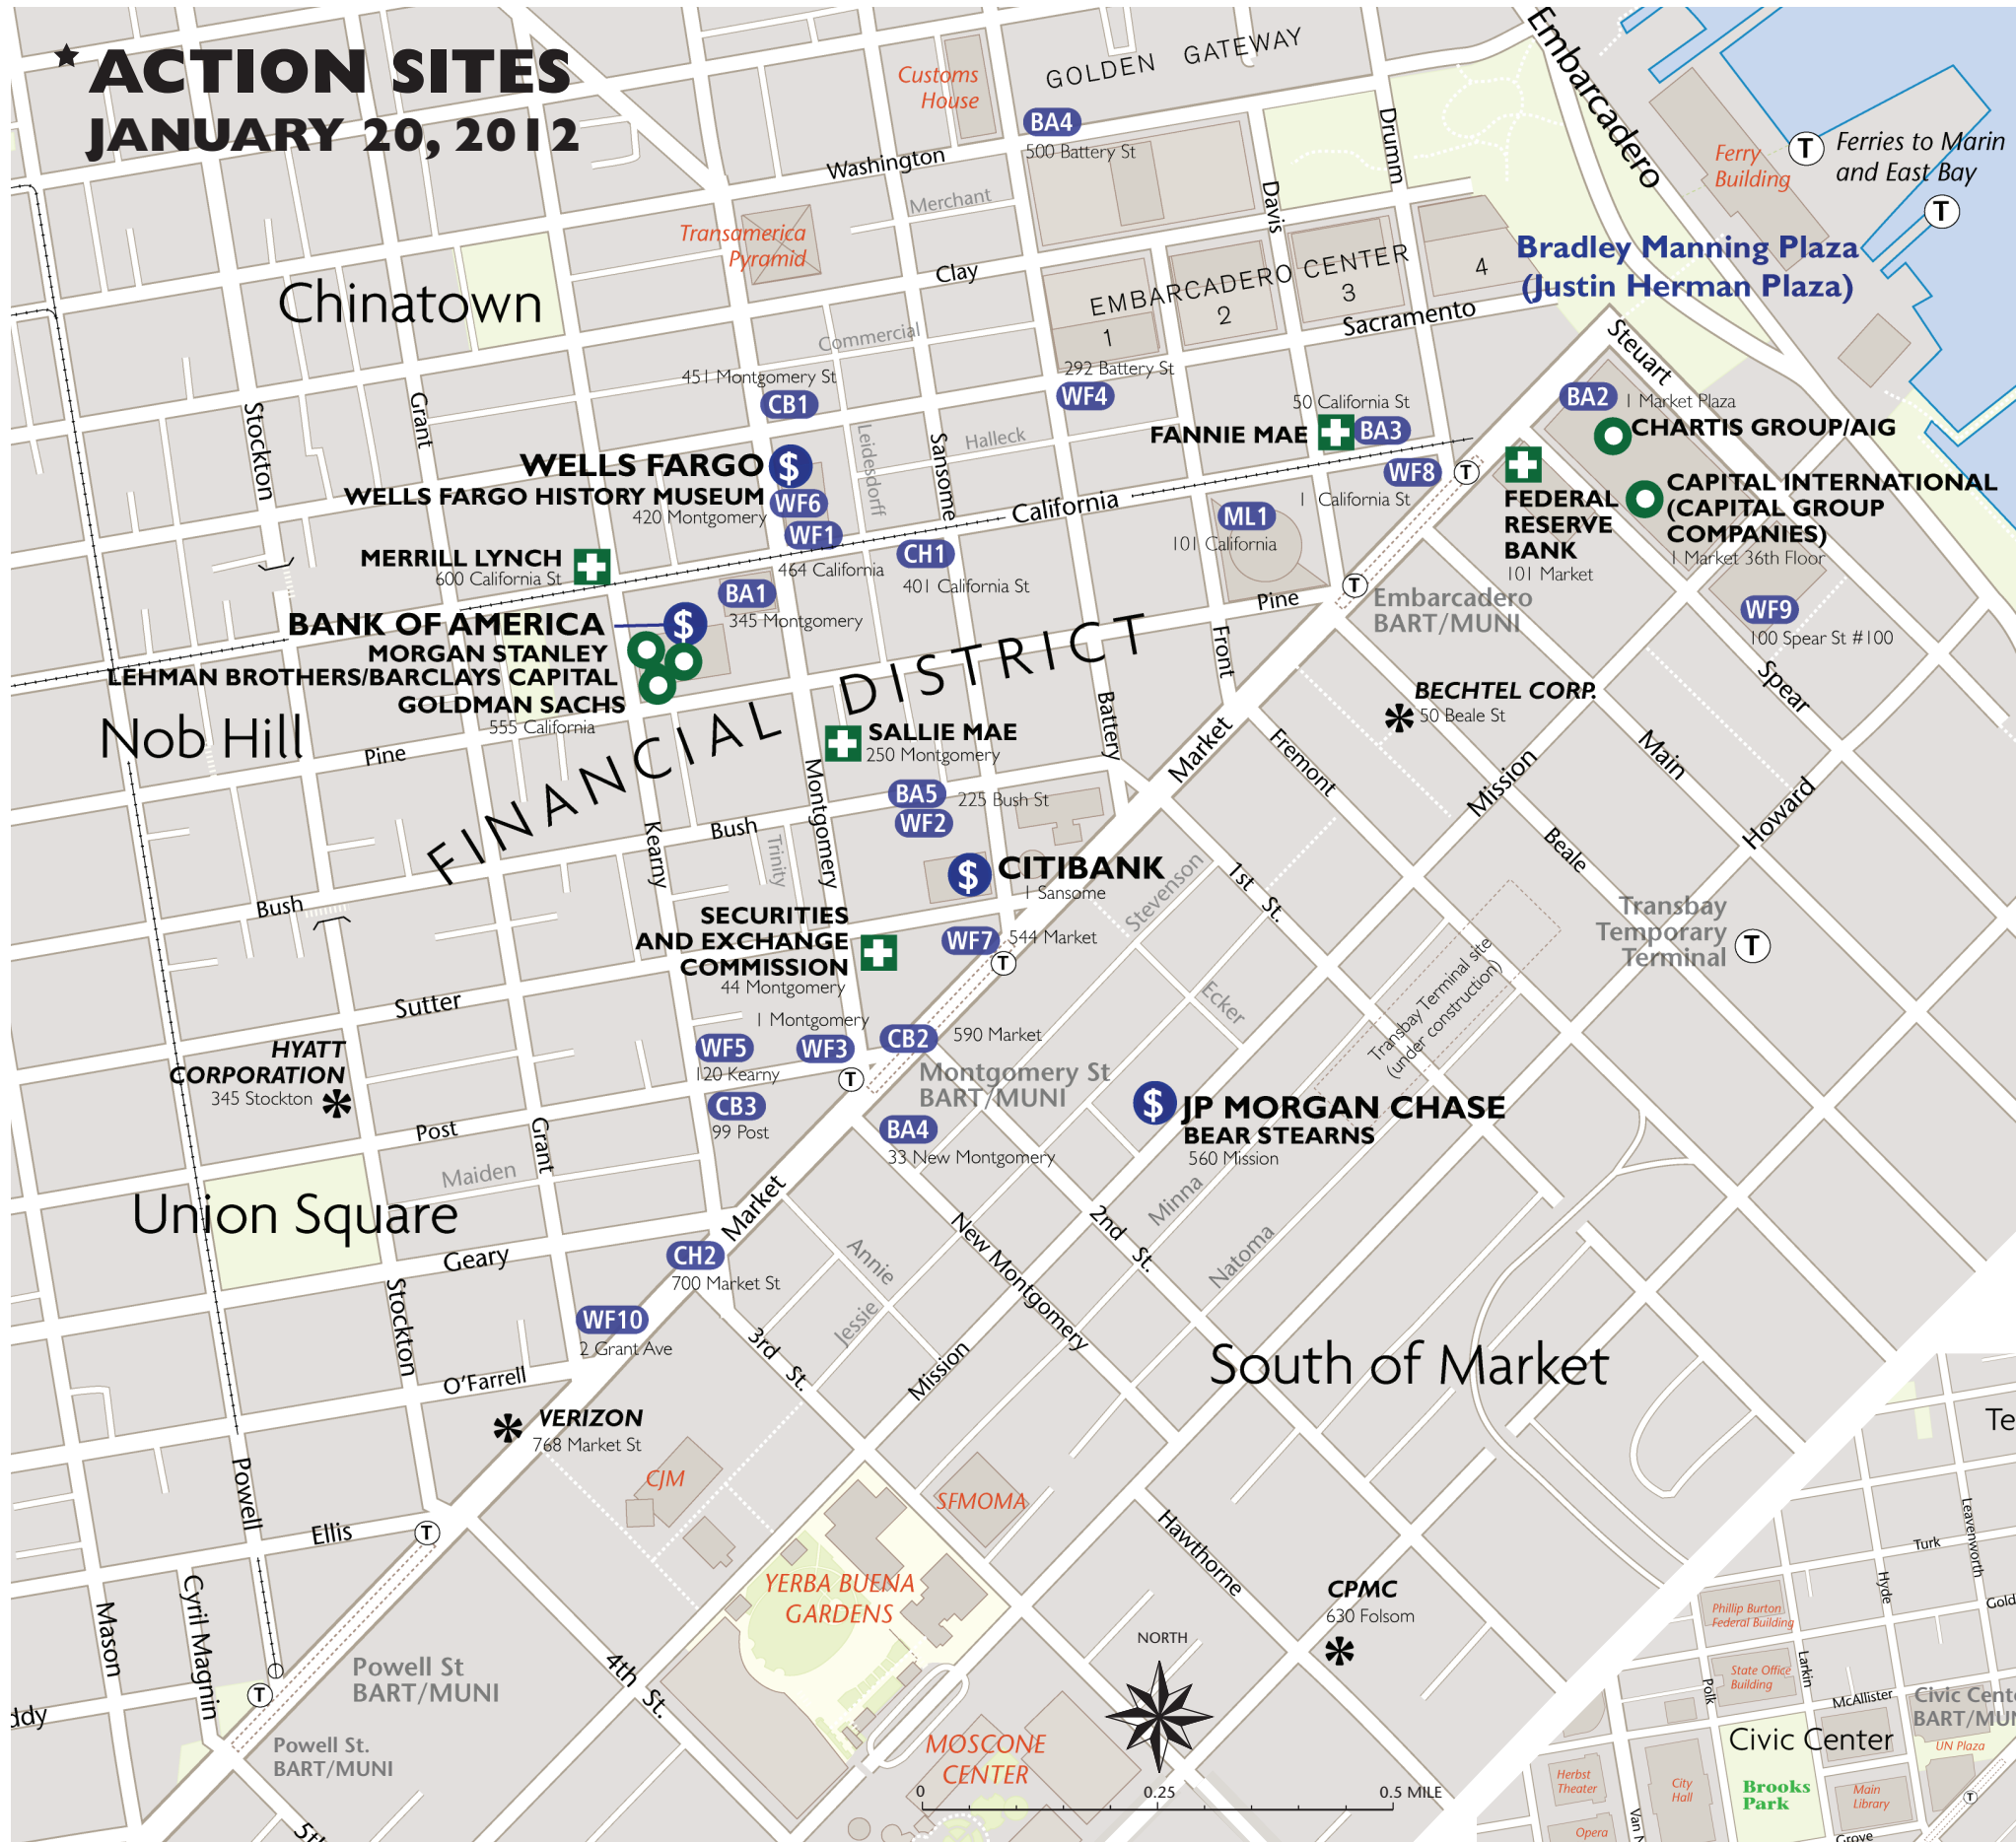 * ACTION SITES
JANUARY 20, 2012
GOLDEN GATEWAY
Embarcadero
Customs
House
BA4
500 Battery St
Drumm
Washington
Merchant
Davis
Ferry
Building
T
Ferries to Marin
and East Bay
T
Transamerica
Pyramid
Clay
EMBARCADERO CENTER
1
2
3
4
Bradley Manning Plaza
(Justin Herman Plaza)
Chinatown
Commercial
Sacramento
Steuart
451 Montgomery St
CB1
292 Battery St
WF4
50 California St
FANNIE MAE
BA3
BA2
1 Market Plaza
CHARTIS GROUP/AIG
Stockton
Grant
Leidesdorff
Sansome
Halleck
WELLS FARGO
$
WELLS FARGO HISTORY MUSEUM
WF6
420 Montgomery
WF1
464 California
California
WF8
T
1 California St
ML1
101 California
CAPITAL INTERNATIONAL
(CAPITAL GROUP
COMPANIES)
1 Market 36th Floor
FEDERAL
RESERVE
BANK
101 Market
MERRILL LYNCH
600 California St
CH1
401 California St
BA1
345 Montgomery
T
Embarcadero
BART/MUNI
Pine
WF9
100 Spear St #100
BANK OF AMERICA
$
MORGAN STANLEY
LEHMAN BROTHERS/BARCLAYS CAPITAL
GOLDMAN SACHS
555 California
FINANCIAL DISTRICT
Front
Nob Hill
Pine
BECHTEL CORP.
50 Beale St
Spear
SALLIE MAE
250 Montgomery
Battery
Market
Fremont
Main
Mission
Howard
Montgomery
BA5
225 Bush St
WF2
Bush
Trinity
Kearny
Beale
CITIBANK
$
1 Sansome
Stevenson
1st St.
Bush
SECURITIES
AND EXCHANGE
COMMISSION
44 Montgomery
WF7
544 Market
T
Transbay
Temporary
Terminal
T
Transbay Terminal site
(under construction)
Ecker
Sutter
1 Montgomery
WF5
120 Kearny
WF3
CB2
590 Market
T
Montgomery St
BART/MUNI
HYATT
CORPORATION
345 Stockton
CB3
99 Post
BA4
33 New Montgomery
$
JP MORGAN CHASE
BEAR STEARNS
560 Mission
Post
Grant
Maiden
Union Square
Market
Minna
2nd St.
Natoma
Geary
CH2
700 Market St
Annie
New Montgomery
Stockton
WF10
2 Grant Ave
Jessie
3rd St.
Mission
South of Market
O'Farrell
VERIZON
768 Market St
Te
CJM
SFMOMA
Powell
Ellis
T
Hawthorne
Leavenworth
Turk
Hyde
Gold
YERBA BUENA
GARDENS
CPMC
630 Folsom
Phillip Burton
Federal Building
Mason
Cyril Magnin
NORTH
4th St.
Powell St
BART/MUNI
T
ddy
State Office
Building
Larkin
Polk
McAllister
Civic Cent
BART/MUN
UN Plaza
Civic Center
MOSCONE
CENTER
Powell St.
BART/MUNI
0
0.25
0.5 MILE
Herbst
Theater
City
Hall
Brooks
Park
Main
Library
T
Van N
Opera
Grove
5th